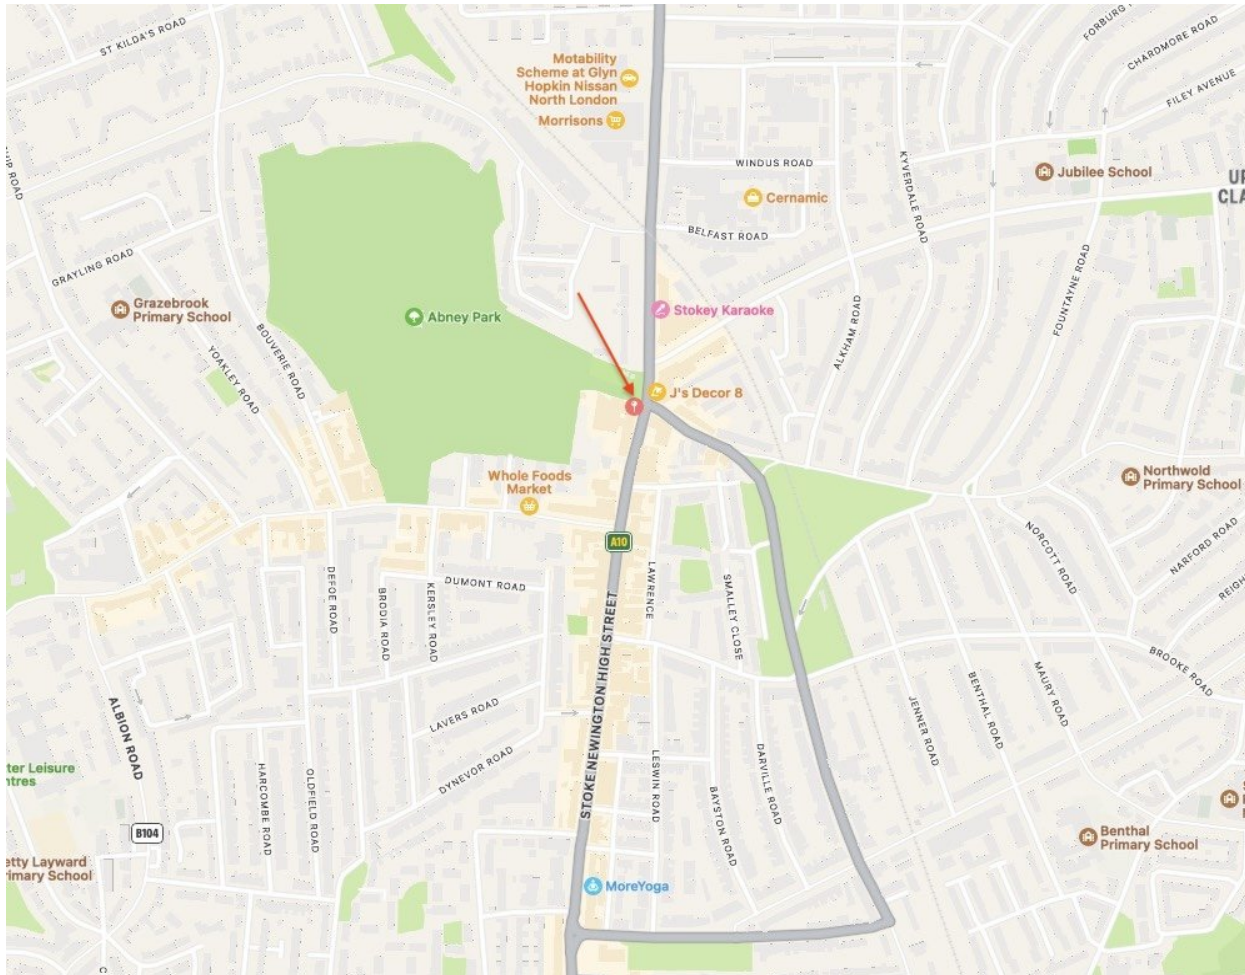 ST KILDA'S ROAD
Motability
Scheme at Glyn
Hopkin Nissan
North London
Morrisons
FORBURG
CHARDMORE ROAD
FILEY AVENUE
WINDUS ROAD
KYVERDALE ROAD
Jubilee School
UP
CLA
Cernamic
BELFAST ROAD
GRAYLING ROAD
Grazebrook
Primary School
Abney Park
Stokey Karaoke
ALKHAM ROAD
FOUNTAYNE ROAD
BOUVERIE ROAD
YOAKLEY ROAD
J's Decor 8
Whole Foods
Market
Northwold
Primary School
A10
NORCOTT ROAD
NARFORD ROAD
REIGH
DUMONT ROAD
DEFOE ROAD
BRODIA ROAD
KERSLEY ROAD
LAWRENCE
SMALLEY CLOSE
STOKE NEWINGTON HIGH STREET
BROOKE ROAD
MAURY ROAD
BENTHAL ROAD
JENNER ROAD
ALBION ROAD
LAVERS ROAD
DYNEVOR ROAD
HARCOMBE ROAD
OLDFIELD ROAD
LESWIN ROAD
BAYSTON ROAD
DARVILLE ROAD
ter Leisure
ntres
B104
etty Layward
rimary School
Benthal
Primary School
MoreYoga